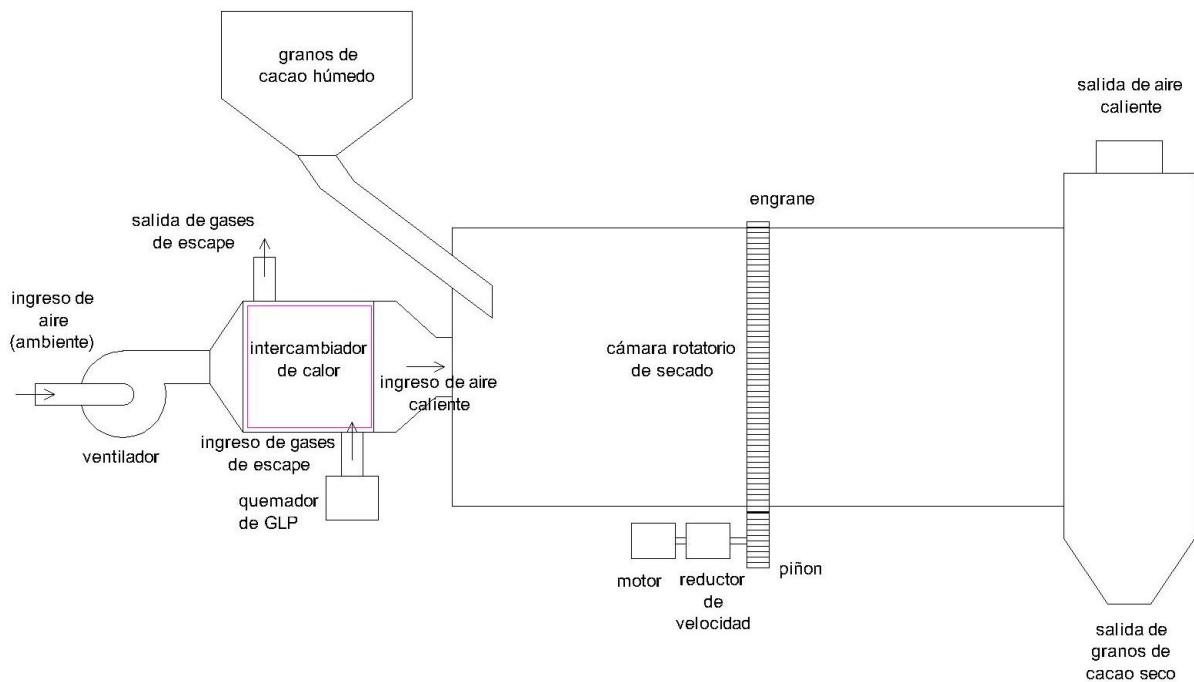 granos de
cacao húmedo
salida de aire
caliente
engrane
salida de gases
de escape
ingreso de
aire
(ambiente)
intercambiador
de calor
cámara rotatorio
de secado
ingreso de aire
caliente
ventilador
ingreso de gases
de escape
quemador
de GLP
motor
reductor
de
velocidad
piñon
salida de
granos de
cacao seco